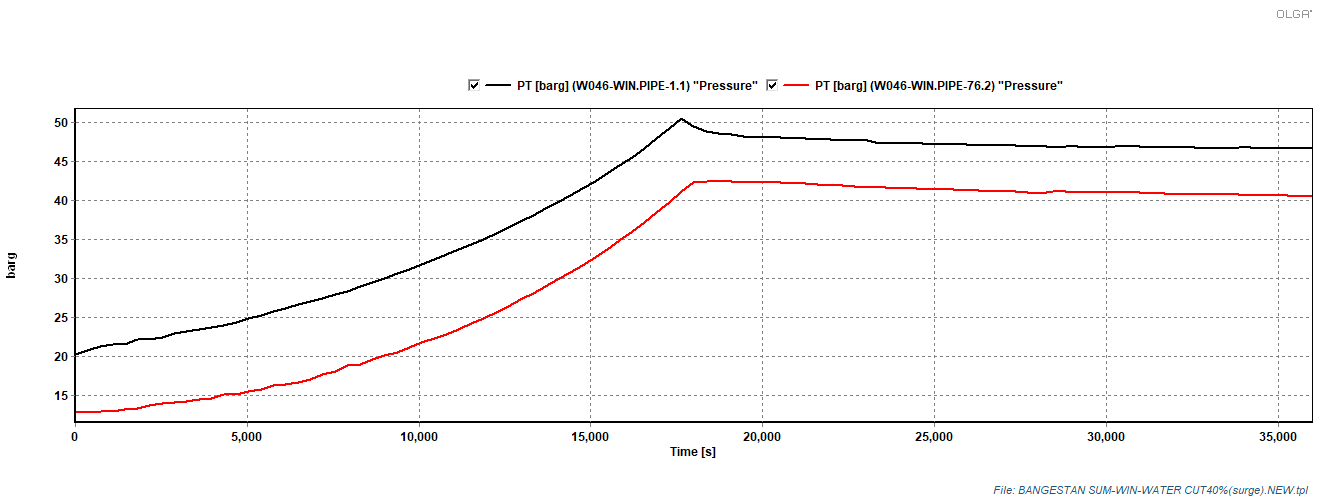 OLGA
PT [barg] (W046-WIN.PIPE-1.1) "Pressure" PT [barg] (W046-WIN.PIPE-76.2) "Pressure"
50
45
40
35
30
25
20
15
barg
0 5,000 10,000 15,000 20,000 25,000 30,000 35,000
Time [s]
File: BANGESTAN SUM-WIN-WATER CUT40%(surge).NEW.tpl